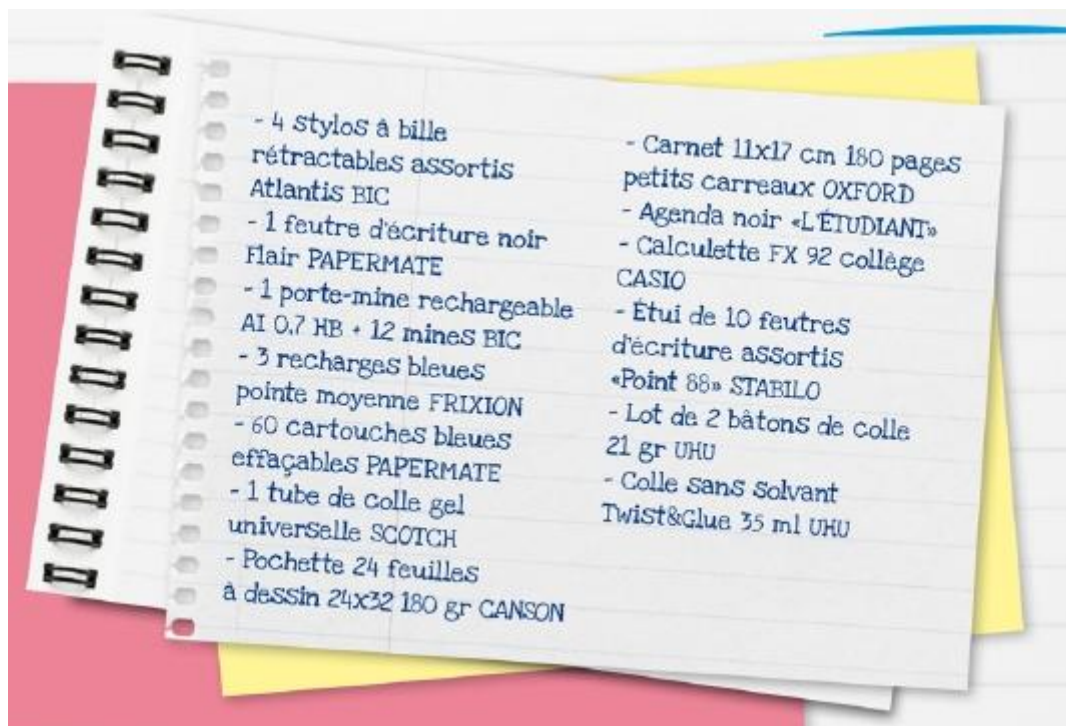 - 4 stylos à bille
rétractables assortis
Atlantis BIC
- 1 feutre d'écriture noir
Flair PAPERMATE
- 1 porte-mine rechargeable
AI 0.7 HB + 12 mines BIC
- 3 recharges bleues
pointe moyenne FRIXION
- 60 cartouches bleues
effaçables PAPERMATE
- 1 tube de colle gel
universelle SCOTCH
- Pochette 24 feuilles
à dessin 24x32 180 gr CANSON
- Carnet 11x17 cm 180 pages
petits carreaux OXFORD
- Agenda noir «L'ÉTUDIANT»
- Calculette FX 92 collège
CASIO
- Étui de 10 feutres
d'écriture assortis
«Point 88» STABILO
- Lot de 2 bâtons de colle
21 gr UHU
- Colle sans solvant
Twist&Glue 35 ml UHU